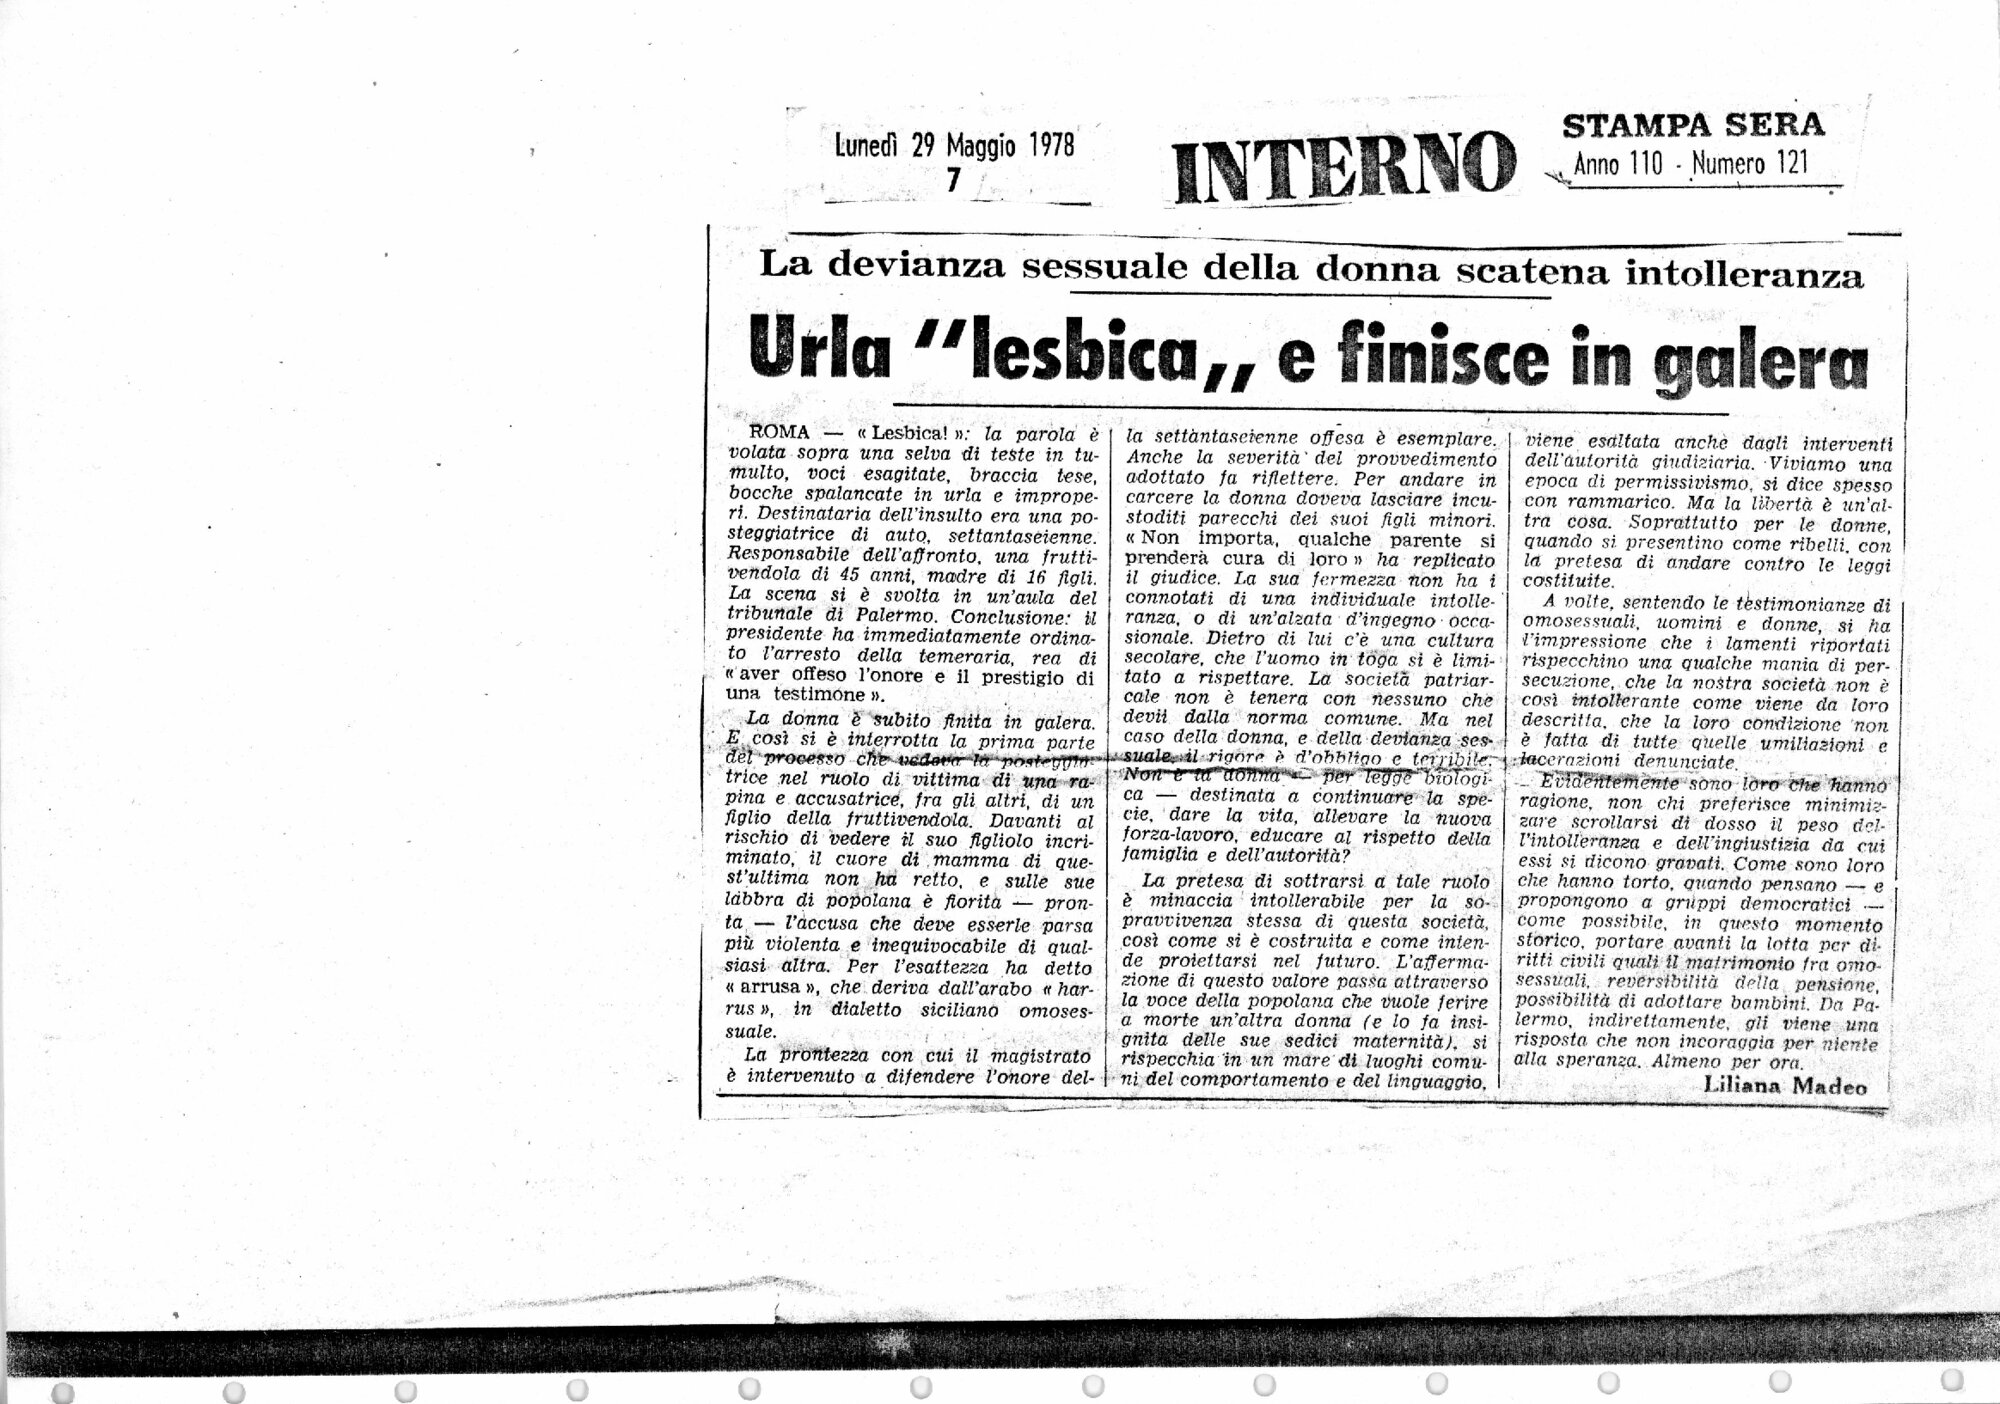 Lunedì 29 Maggio 1978
7
INTERNO
STAMPA SERA
Anno 110 - Numero 121
La devianza sessuale della donna scatena intolleranza
Urla "lesbica,, e finisce in galera
ROMA — «Lesbica!»: la parola è
volata sopra una selva di teste in tu-
multo, voci esagitate, braccia tese,
bocche spalancate in urla e imprope-
ri. Destinataria dell'insulto era una po-
steggiatrice di auto, settantaseienne.
Responsabile dell'affronto, una frutti-
vendola di 45 anni, madre di 16 figli.
La scena si è svolta in un'aula del
tribunale di Palermo. Conclusione: il
presidente ha immediatamente ordina-
to l'arresto della temeraria, rea di
«aver offeso l'onore e il prestigio di
una testimone».
La donna è subito finita in galera.
E così si è interrotta la prima parte
del processo che vedeva la posteggia-
trice nel ruolo di vittima di una ra-
pina e accusatrice, fra gli altri, di un
figlio della fruttivendola. Davanti al
rischio di vedere il suo figliolo incri-
minato, il cuore di mamma di que-
st'ultima non ha retto, e sulle sue
labbra di popolana è fiorita — pron-
ta — l'accusa che deve esserle parsa
più violenta e inequivocabile di qual-
siasi altra. Per l'esattezza ha detto
«arrusa», che deriva dall'arabo «har-
rus», in dialetto siciliano omoses-
suale.
La prontezza con cui il magistrato
è intervenuto a difendere l'onore del-
la settantaseienne offesa è esemplare.
Anche la severità del provvedimento
adottato fa riflettere. Per andare in
carcere la donna doveva lasciare incu-
stoditi parecchi dei suoi figli minori.
«Non importa, qualche parente si
prenderà cura di loro» ha replicato
il giudice. La sua fermezza non ha i
connotati di una individuale intolle-
ranza, o di un'alzata d'ingegno occa-
sionale. Dietro di lui c'è una cultura
secolare, che l'uomo in toga si è limi-
tato a rispettare. La società patriar-
cale non è tenera con nessuno che
devii dalla norma comune. Ma nel
caso della donna, e della devianza ses-
suale, il rigore è d'obbligo e terribile.
Non è la donna — per legge biologi-
ca — destinata a continuare la spe-
cie, dare la vita, allevare la nuova
forza-lavoro, educare al rispetto della
famiglia e dell'autorità?
La pretesa di sottrarsi a tale ruolo
è minaccia intollerabile per la so-
pravvivenza stessa di questa società,
così come si è costruita e come inten-
de proiettarsi nel futuro. L'afferma-
zione di questo valore passa attraverso
la voce della popolana che vuole ferire
a morte un'altra donna (e lo fa insi-
gnita delle sue sedici maternità), si
rispecchia in un mare di luoghi comu-
ni del comportamento e del linguaggio,
viene esaltata anche dagli interventi
dell'autorità giudiziaria. Viviamo una
epoca di permissivismo, si dice spesso
con rammarico. Ma la libertà è un'al-
tra cosa. Soprattutto per le donne,
quando si presentino come ribelli, con
la pretesa di andare contro le leggi
costituite.
A volte, sentendo le testimonianze di
omosessuali, uomini e donne, si ha
l'impressione che i lamenti riportati
rispecchino una qualche mania di per-
secuzione, che la nostra società non è
così intollerante come viene da loro
descritta, che la loro condizione non
è fatta di tutte quelle umiliazioni e
lacerazioni denunciate.
Evidentemente sono loro che hanno
ragione, non chi preferisce minimiz-
zare scrollarsi di dosso il peso del-
l'intolleranza e dell'ingiustizia da cui
essi si dicono gravati. Come sono loro
che hanno torto, quando pensano — e
propongono a gruppi democratici —
come possibile, in questo momento
storico, portare avanti la lotta per di-
ritti civili quali il matrimonio fra omo-
sessuali, reversibilità della pensione,
possibilità di adottare bambini. Da Pa-
lermo, indirettamente, gli viene una
risposta che non incoraggia per niente
alla speranza. Almeno per ora.
Liliana Madeo